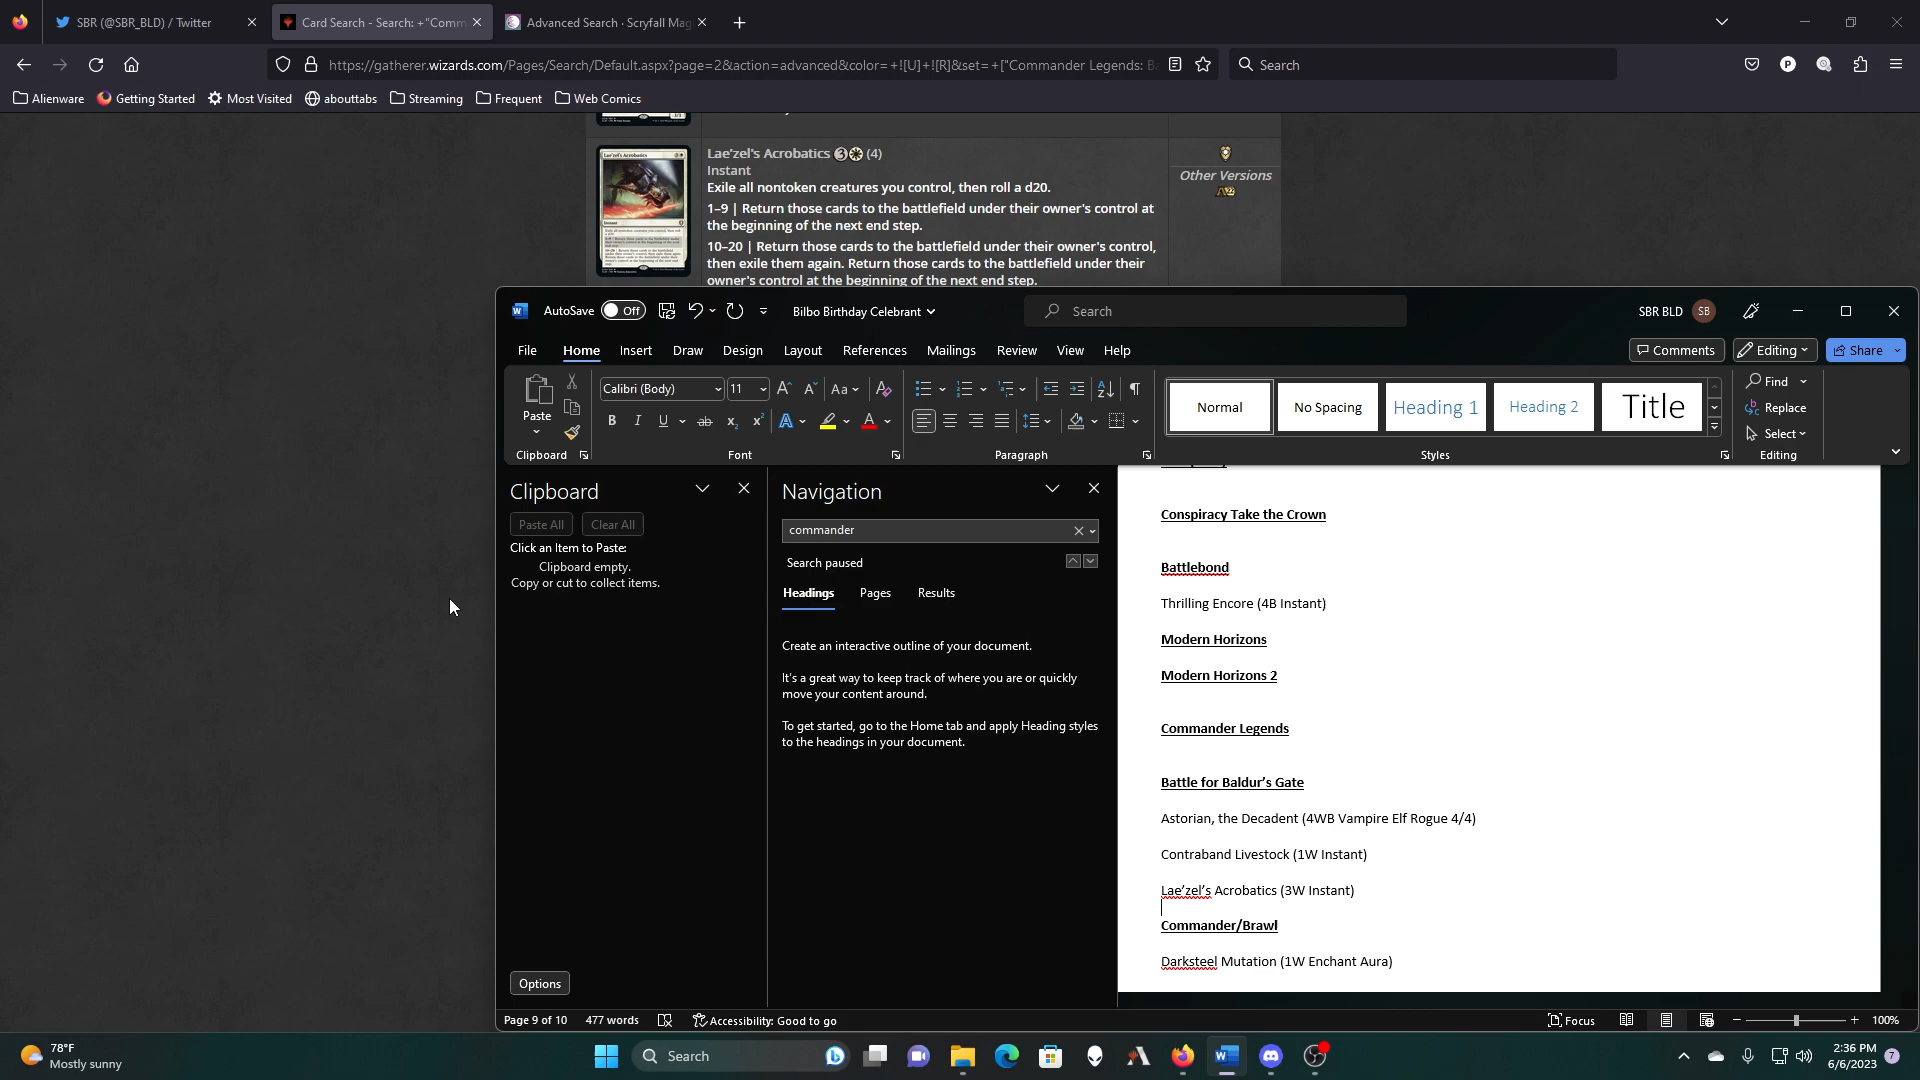 SBR (@SBR_BLD) / Twitter
Card Search - Search: +"Comm
Advanced Search · Scryfall Mag
https://gatherer.wizards.com/Pages/Search/Default.aspx?page=2&action=advanced&color=+![U]+![R]&set=+["Commander Legends: Ba
Search
Alienware
Getting Started
Most Visited
abouttabs
Streaming
Frequent
Web Comics
Lae'zel's Acrobatics 3 (4)
Instant
Exile all nontoken creatures you control, then roll a d20.
1–9 | Return those cards to the battlefield under their owner's control at
the beginning of the next end step.
10–20 | Return those cards to the battlefield under their owner's control,
then exile them again. Return those cards to the battlefield under their
owner's control at the beginning of the next end step.
Other Versions
Lae'zel's Acrobatics
AutoSave Off
Bilbo Birthday Celebrant
Search
SBR BLD SB
File Home Insert Draw Design Layout References Mailings Review View Help
Comments Editing Share
Paste
Calibri (Body) 11
Normal
No Spacing
Heading 1
Heading 2
Title
Find
Replace
Select
Clipboard Font Paragraph Styles Editing
Clipboard
Paste All Clear All
Click an Item to Paste:
Clipboard empty.
Copy or cut to collect items.
Options
Navigation
commander
Search paused
Headings Pages Results
Create an interactive outline of your document.
It's a great way to keep track of where you are or quickly
move your content around.
To get started, go to the Home tab and apply Heading styles
to the headings in your document.
Conspiracy Take the Crown
Battlebond
Thrilling Encore (4B Instant)
Modern Horizons
Modern Horizons 2
Commander Legends
Battle for Baldur's Gate
Astorian, the Decadent (4WB Vampire Elf Rogue 4/4)
Contraband Livestock (1W Instant)
Lae'zel's Acrobatics (3W Instant)
Commander/Brawl
Darksteel Mutation (1W Enchant Aura)
Page 9 of 10 477 words Accessibility: Good to go
Focus 100%
78°F
Mostly sunny
Search
2:36 PM
6/6/2023
7